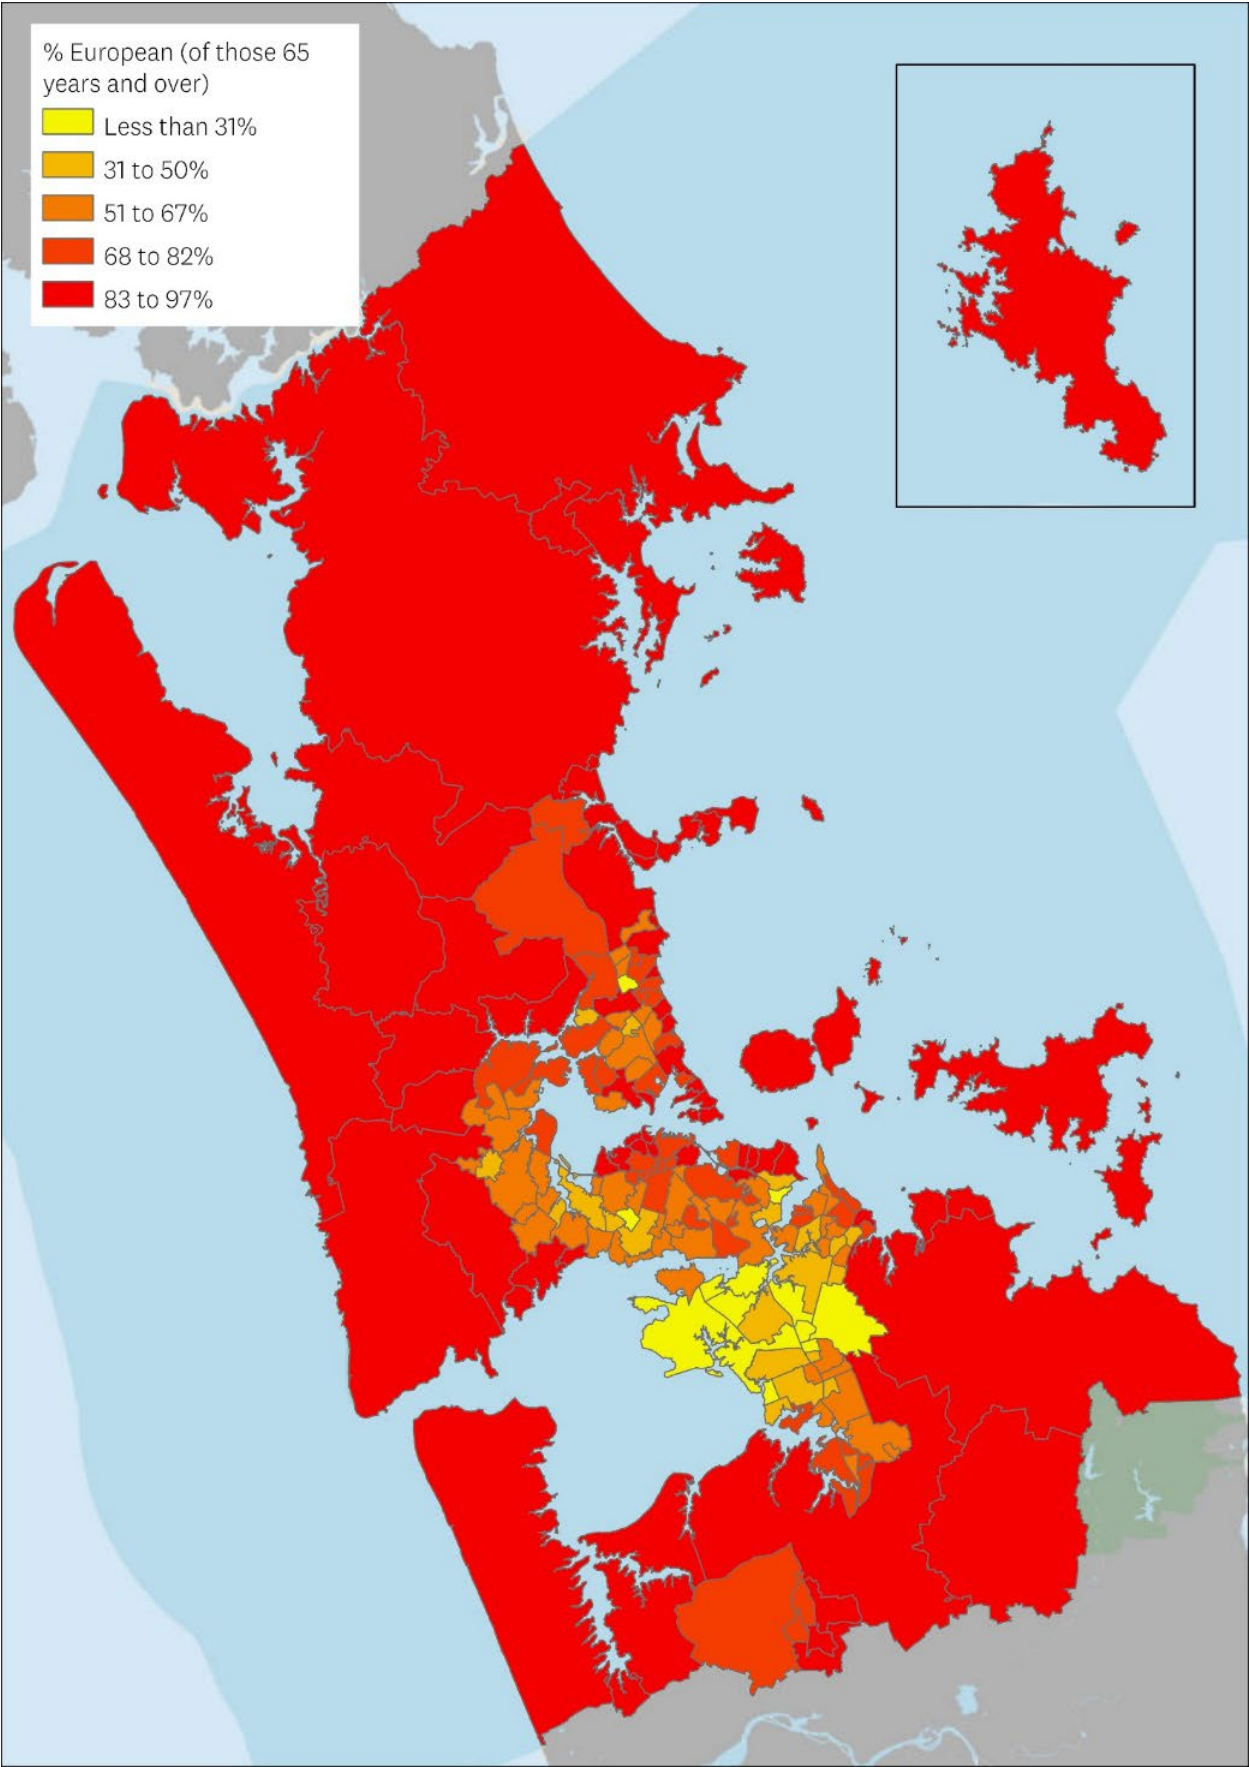 % European (of those 65
years and over)
Less than 31%
31 to 50%
51 to 67%
68 to 82%
83 to 97%